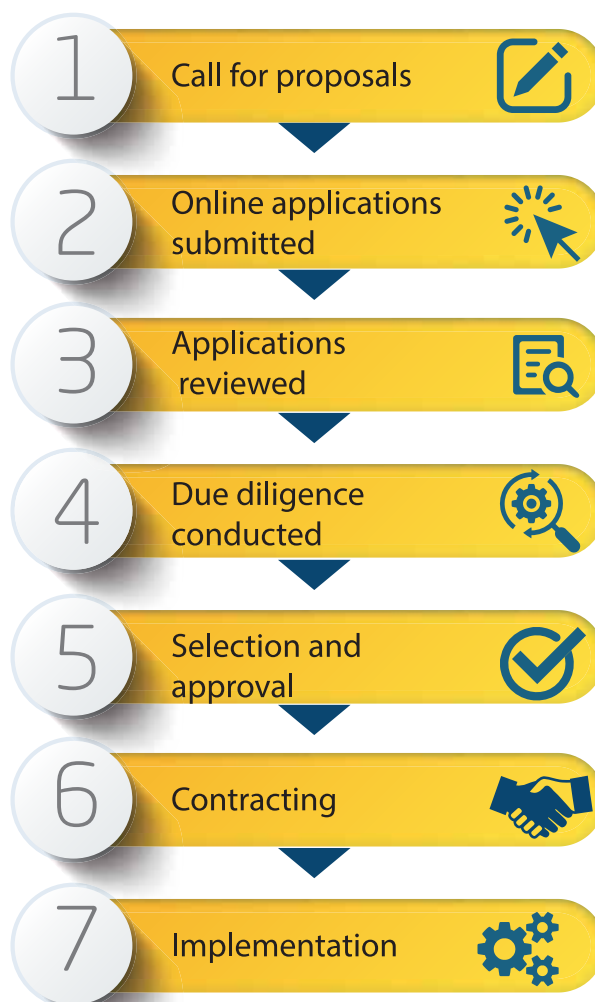 1
Call for proposals
2
Online applications
submitted
3
Applications
reviewed
4
Due diligence
conducted
5
Selection and
approval
6
Contracting
7
Implementation